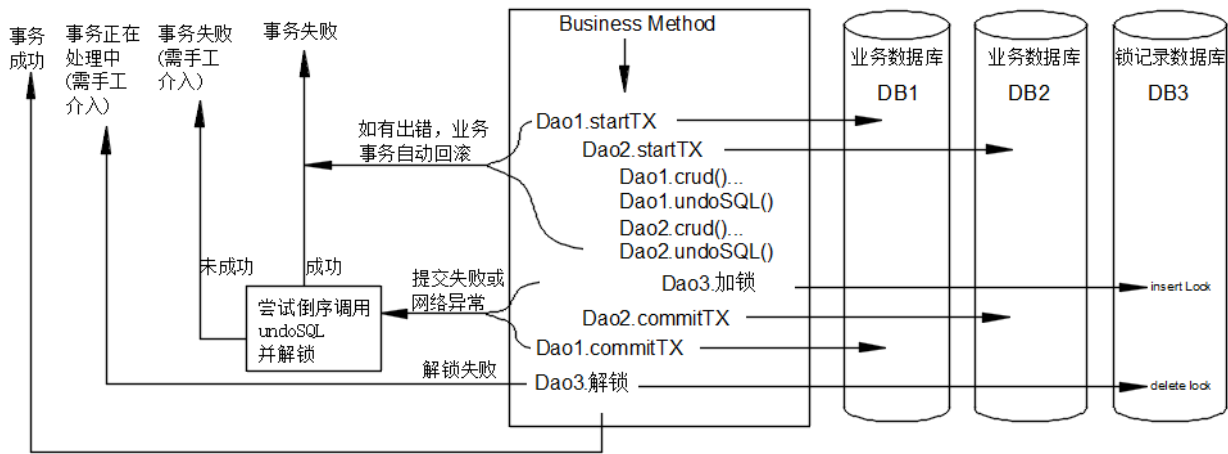 事务
成功
事务正在
处理中
(需手工
介入)
事务失败
(需手工
介入)
事务失败
如有出错，业务
事务自动回滚
未成功
成功
提交失败或
网络异常
尝试倒序调用
undoSQL
并解锁
解锁失败
Business Method
Dao1.startTX
Dao2.startTX
Dao1.crud()...
Dao1.undoSQL()
Dao2.crud()...
Dao2.undoSQL()
Dao3.加锁
Dao2.commitTX
Dao1.commitTX
Dao3.解锁
业务数据库
DB1
业务数据库
DB2
锁记录数据库
DB3
insert Lock
delete lock